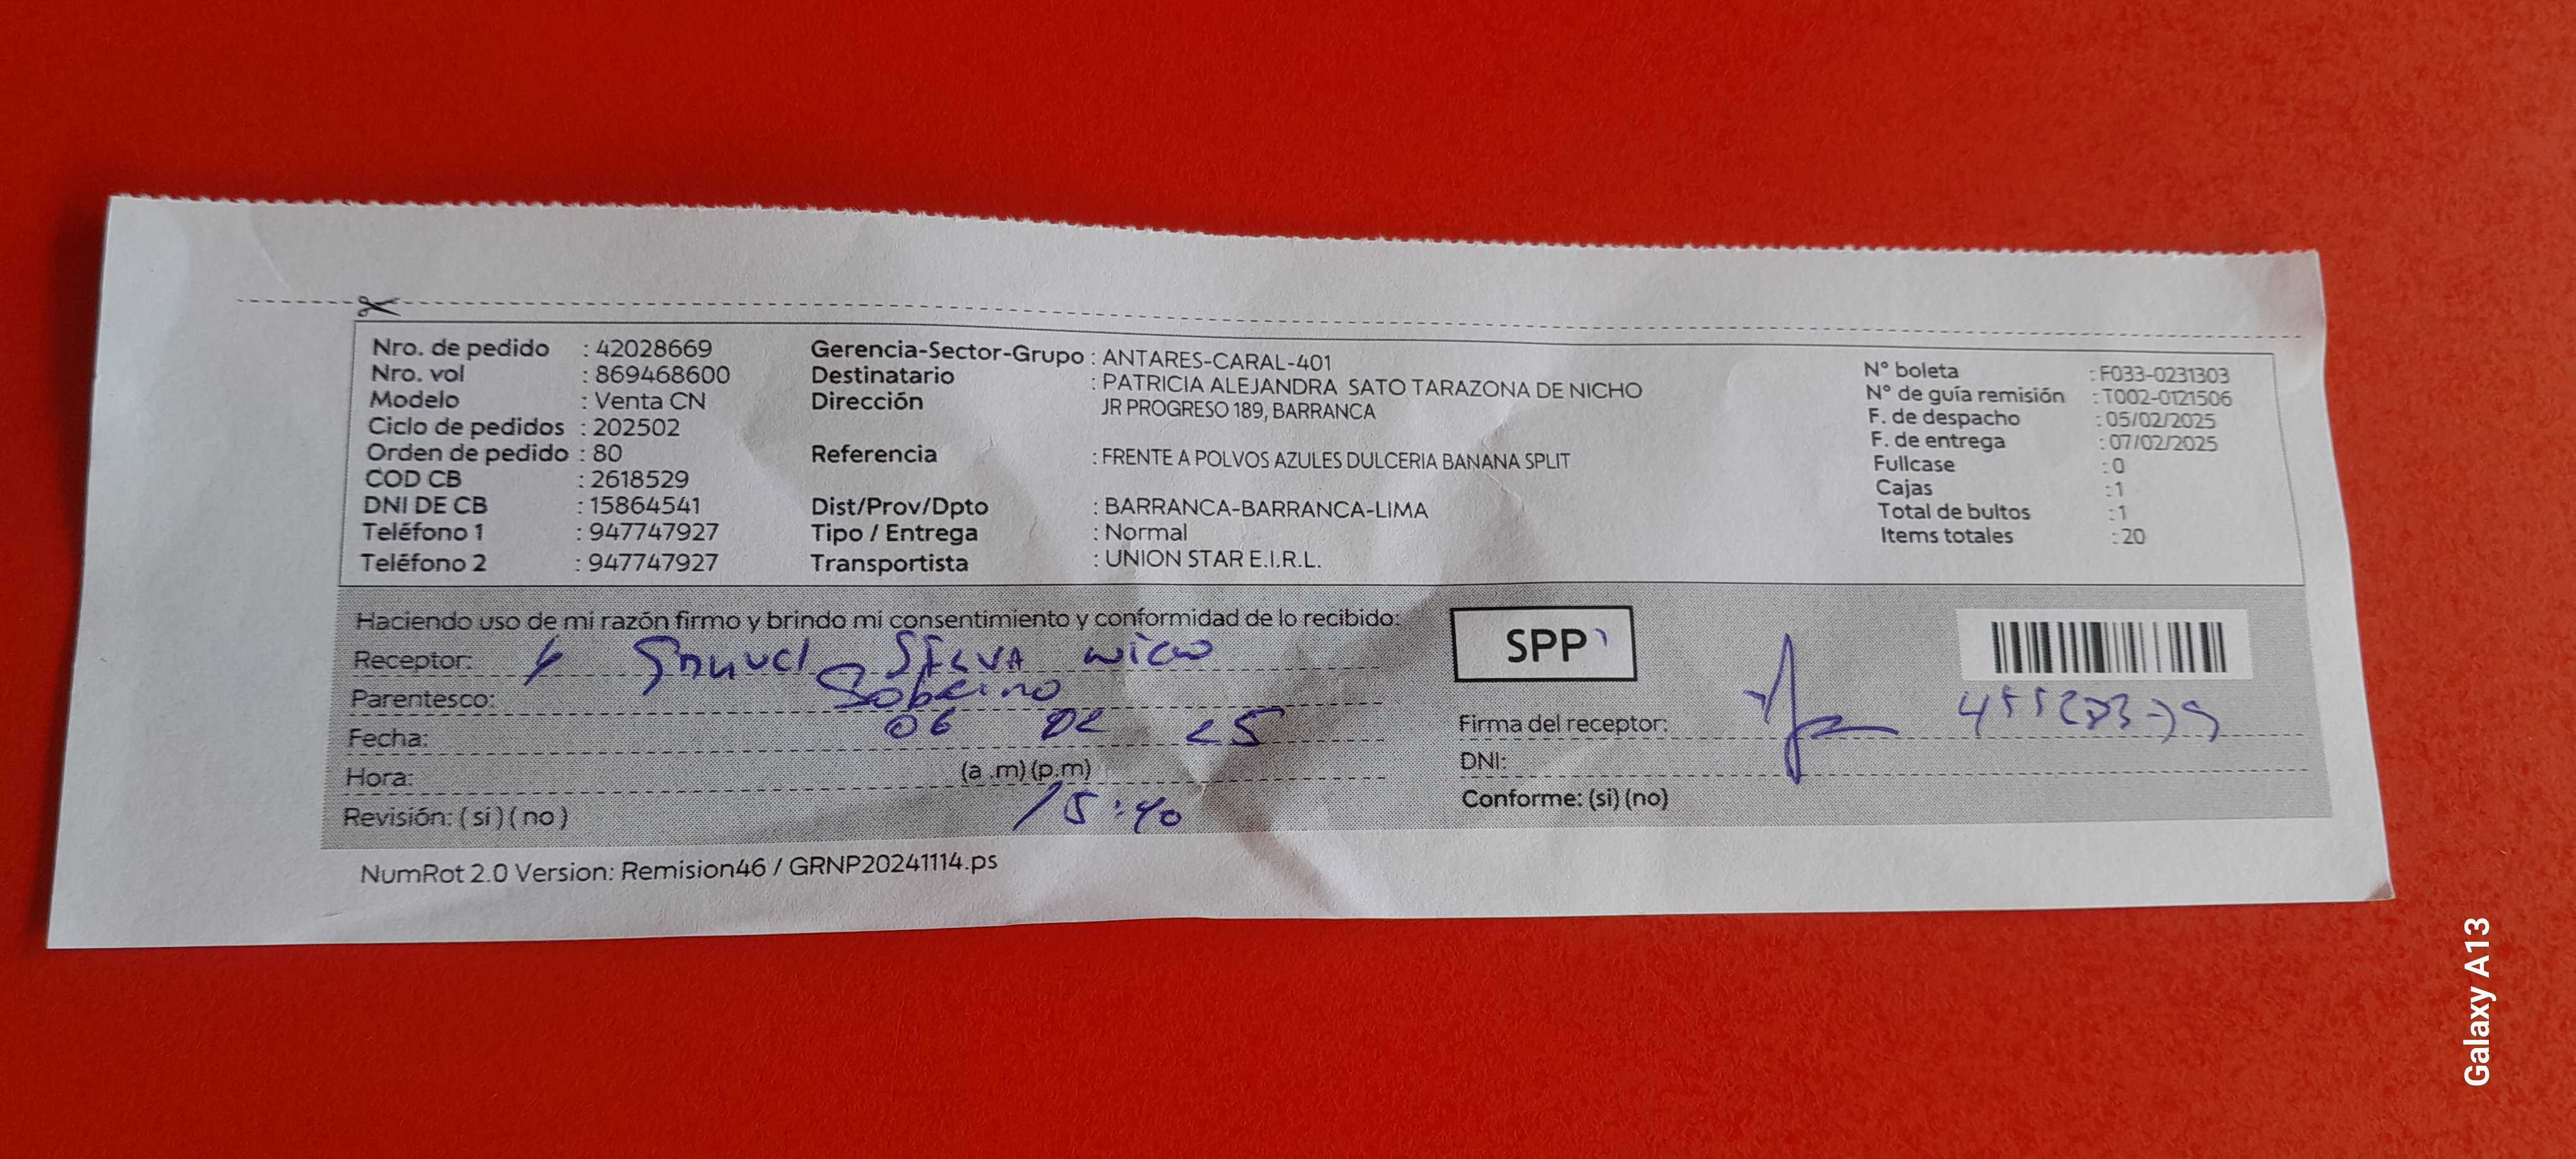 Nro. de pedido : 42028669
Nro. vol : 869468600
Modelo : Venta CN
Ciclo de pedidos : 202502
Orden de pedido : 80
COD CB : 2618529
DNI DE CB : 15864541
Teléfono 1 : 947747927
Teléfono 2 : 947747927
Gerencia-Sector-Grupo : ANTARES-CARAL-401
Destinatario : PATRICIA ALEJANDRA SATO TARAZONA DE NICHO
Dirección JR PROGRESO 189, BARRANCA
Referencia : FRENTE A POLVOS AZULES DULCERIA BANANA SPLIT
Dist/Prov/Dpto : BARRANCA-BARRANCA-LIMA
Tipo / Entrega : Normal
Transportista : UNION STAR E.I.R.L.
N° boleta : F033-0231303
N° de guía remisión : T002-0121506
F. de despacho : 05/02/2025
F. de entrega : 07/02/2025
Fullcase : 0
Cajas : 1
Total de bultos : 1
Items totales : 20
Haciendo uso de mi razón firmo y brindo mi consentimiento y conformidad de lo recibido:
Receptor: SILVA
Parentesco: Sobrino
Fecha: 06 02 25
Hora: (a .m) (p.m)
15:40
Revisión: ( si ) ( no )
SPP
Firma del receptor:
DNI:
Conforme: (si) (no)
NumRot 2.0 Version: Remision46 / GRNP20241114.ps
Galaxy A13